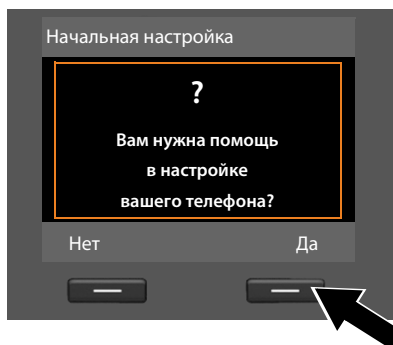 Начальная настройка
?
Вам нужна помощь
в настройке
вашего телефона?
Нет Да